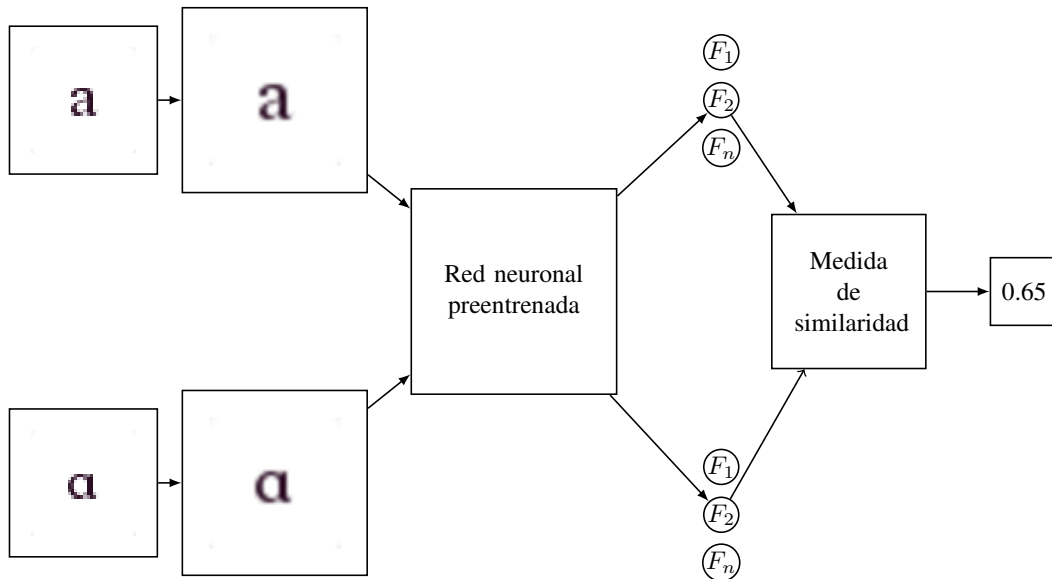 a
a
F1
F2
Fn
Red neuronal
preentrenada
Medida
de
similaridad
0.65
ɑ
ɑ
F1
F2
Fn